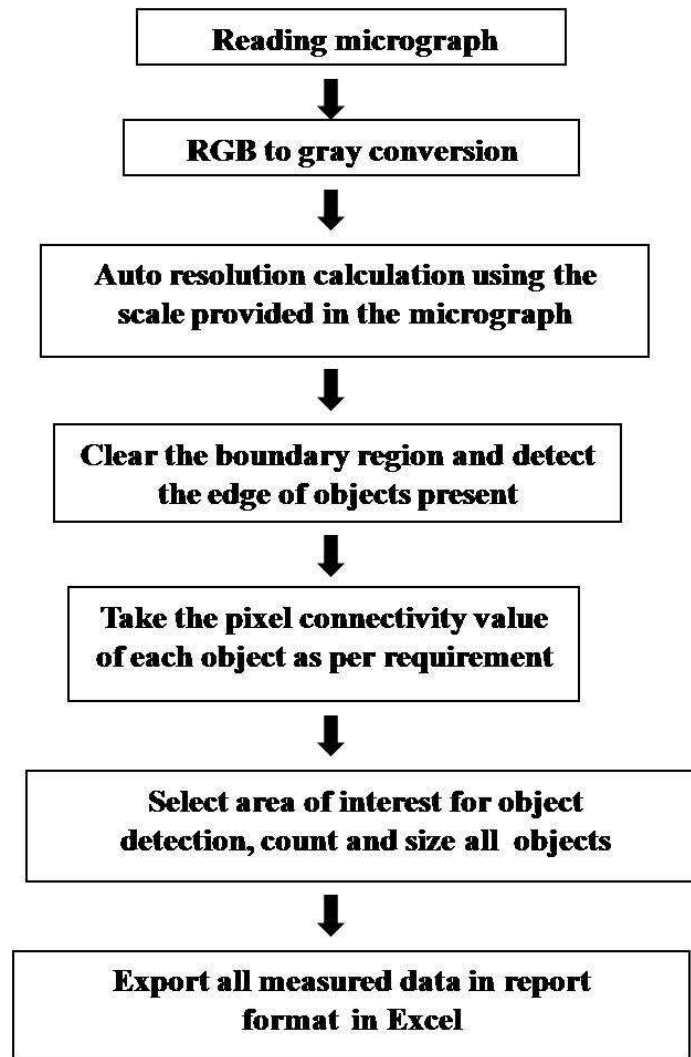 Reading micrograph
RGB to gray conversion
Auto resolution calculation using the
scale provided in the micrograph
Clear the boundary region and detect
the edge of objects present
Take the pixel connectivity value
of each object as per requirement
Select area of interest for object
detection, count and size all objects
Export all measured data in report
format in Excel